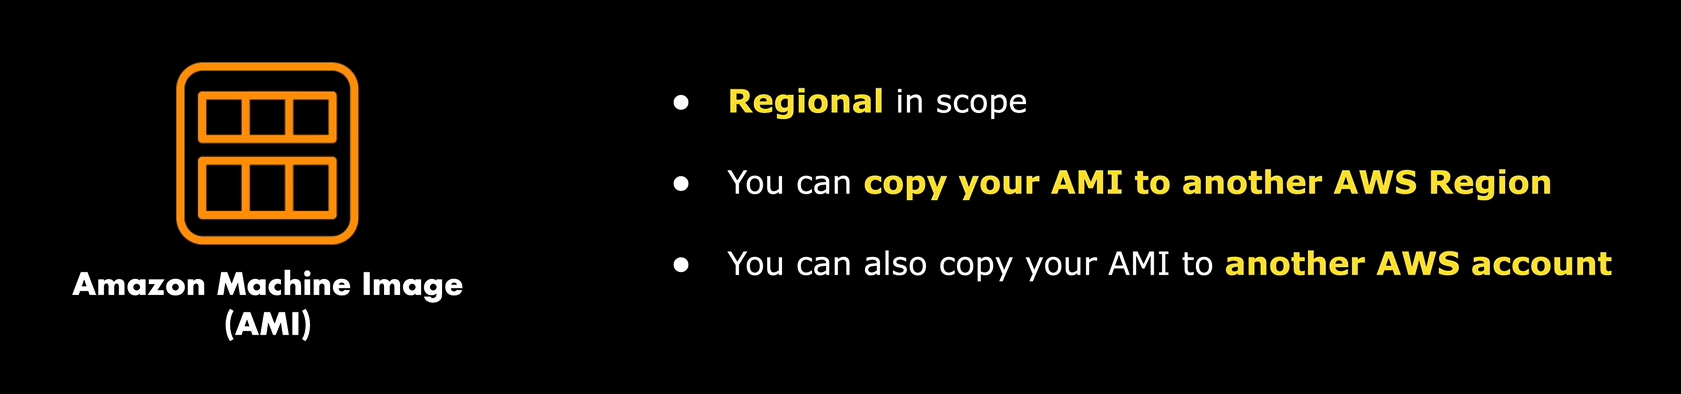 Amazon Machine Image
(AMI)
● Regional in scope
● You can copy your AMI to another AWS Region
● You can also copy your AMI to another AWS account